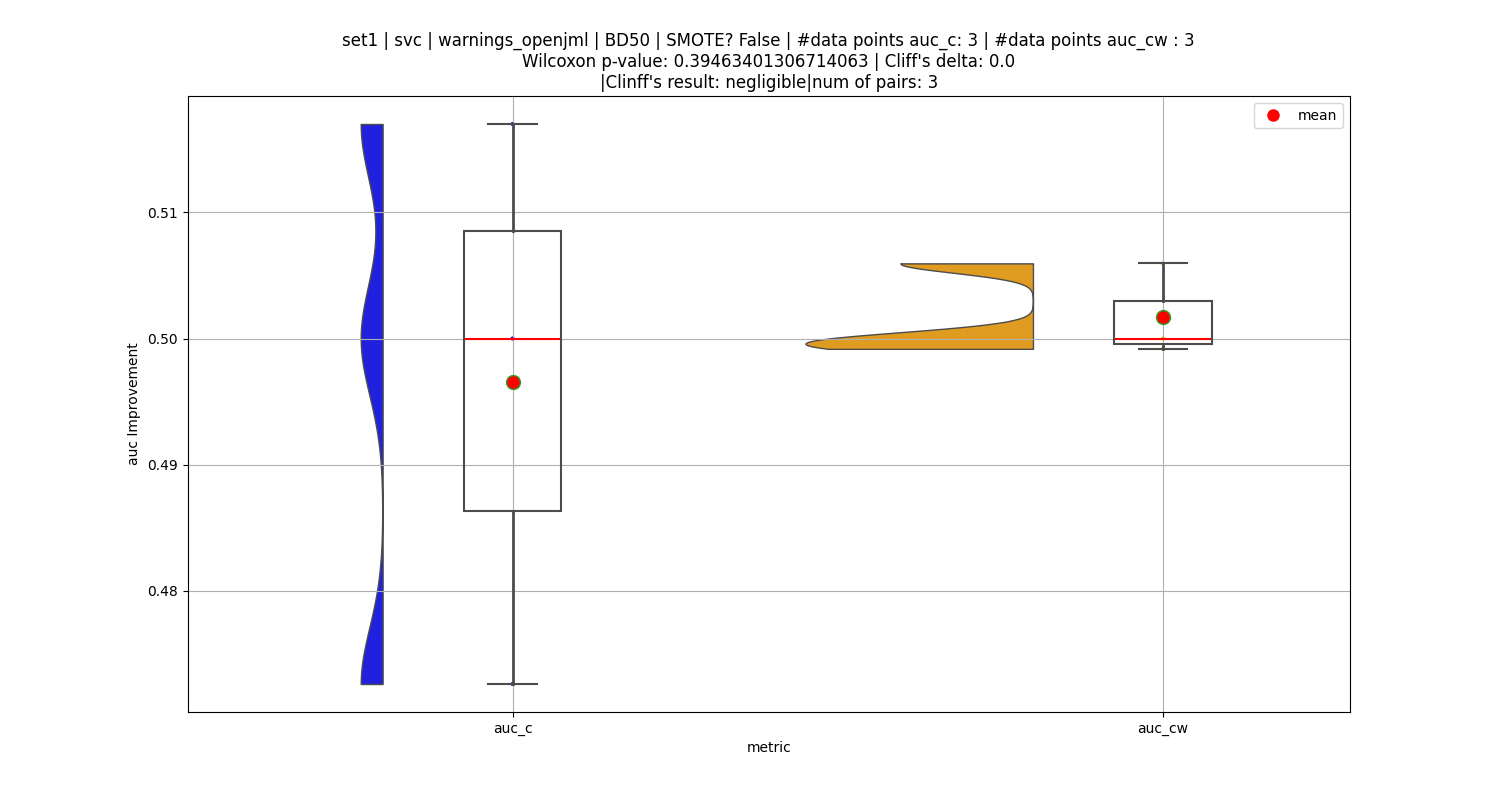 set1 | svc | warnings_openjml | BD50 | SMOTE? False | #data points auc_c: 3 | #data points auc_cw : 3
Wilcoxon p-value: 0.39463401306714063 | Cliff's delta: 0.0
|Clinff's result: negligible|num of pairs: 3
mean
0.51
0.50
0.49
0.48
auc Improvement
auc_c
auc_cw
metric